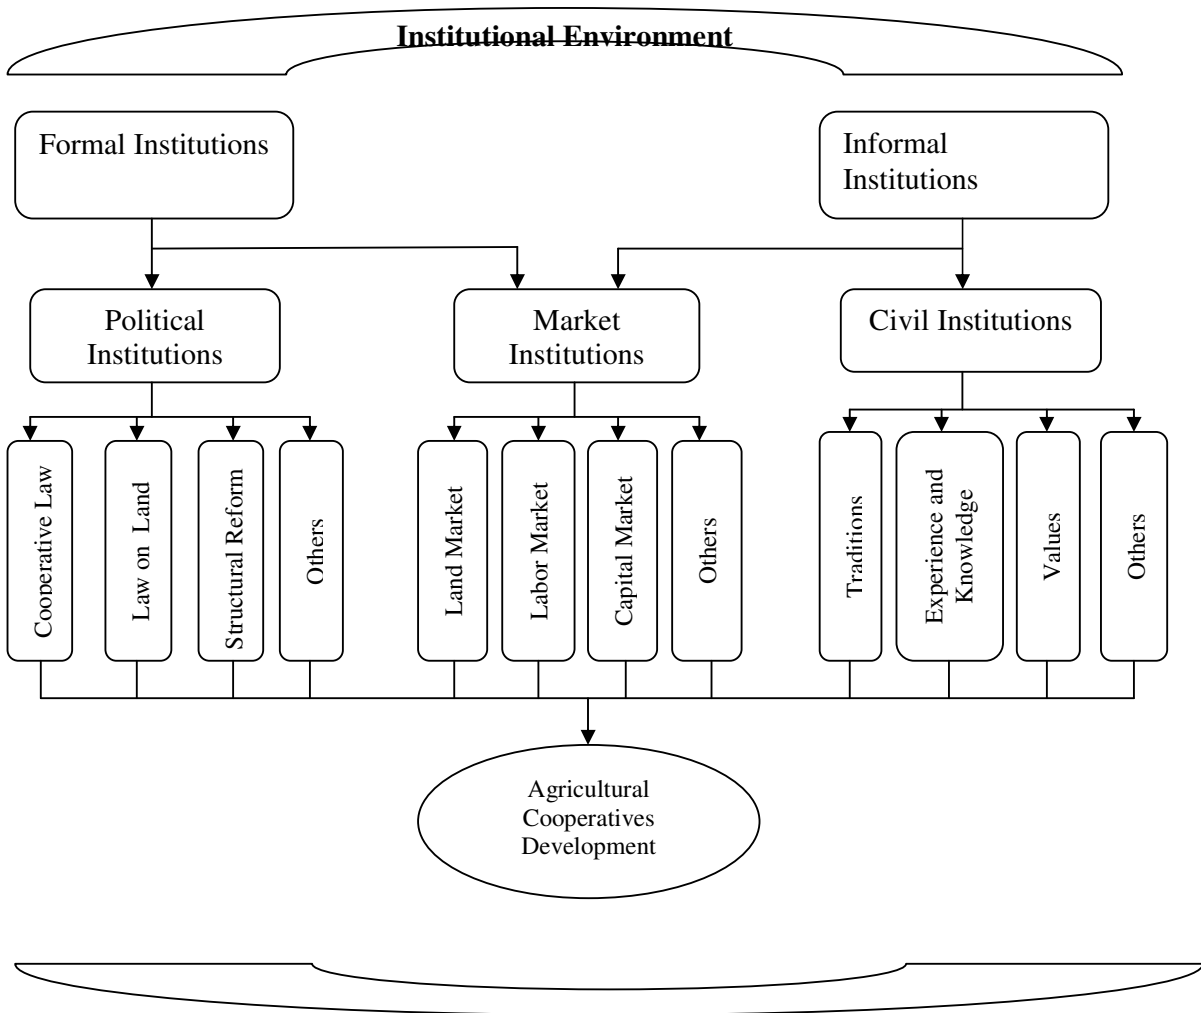 Institutional Environment
Formal Institutions
Informal
Institutions
Political
Institutions
Market
Institutions
Civil Institutions
Cooperative Law
Law on Land
Structural Reform
Others
Land Market
Labor Market
Capital Market
Others
Traditions
Experience and
Knowledge
Values
Others
Agricultural
Cooperatives
Development